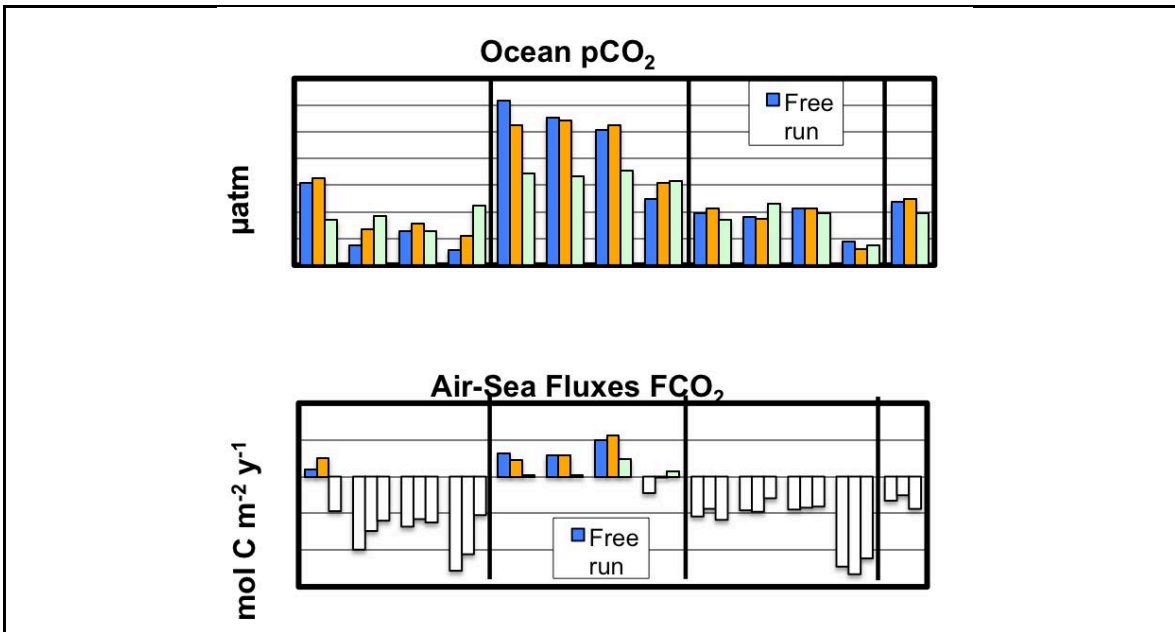 Ocean pCO₂
µatm
Free
run
Air-Sea Fluxes FCO₂
mol C m⁻² y⁻¹
Free
run